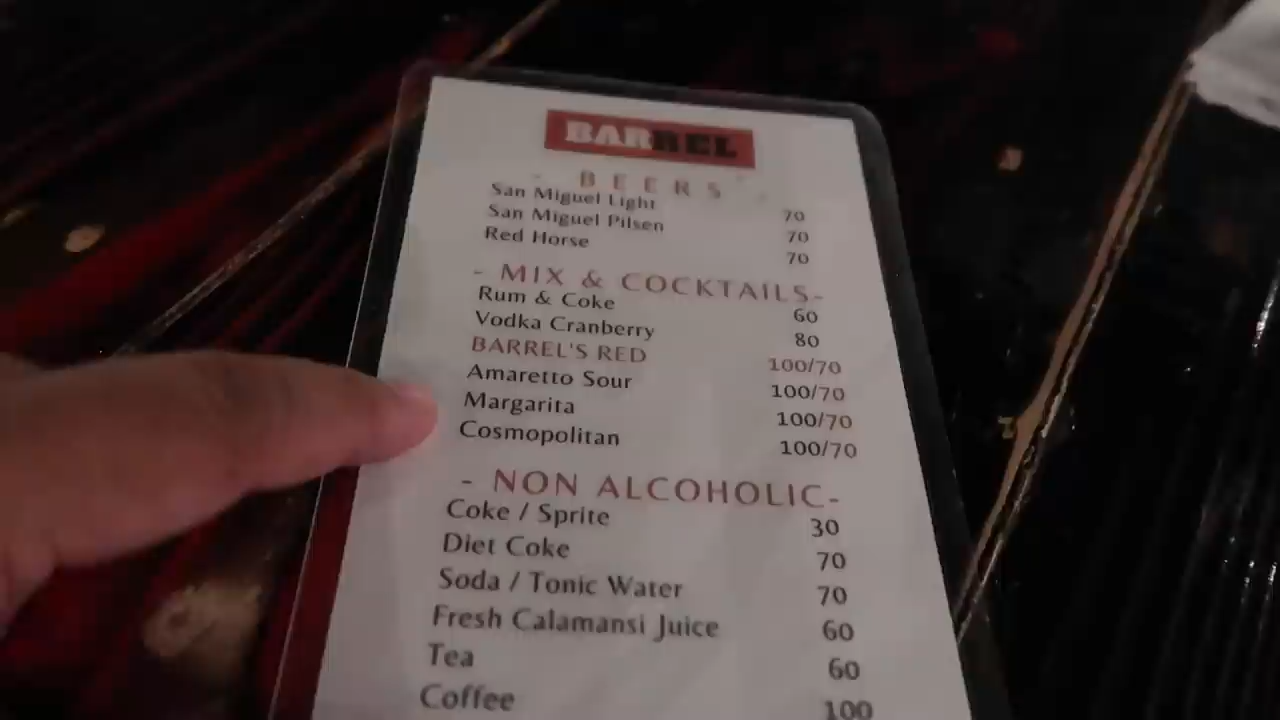 BARREL
- BEERS -
San Miguel Light 70
San Miguel Pilsen 70
Red Horse 70
- MIX & COCKTAILS-
Rum & Coke 60
Vodka Cranberry 80
BARREL'S RED 100/70
Amaretto Sour 100/70
Margarita 100/70
Cosmopolitan 100/70
- NON ALCOHOLIC-
Coke / Sprite 30
Diet Coke 70
Soda / Tonic Water 70
Fresh Calamansi Juice 60
Tea 60
Coffee 100